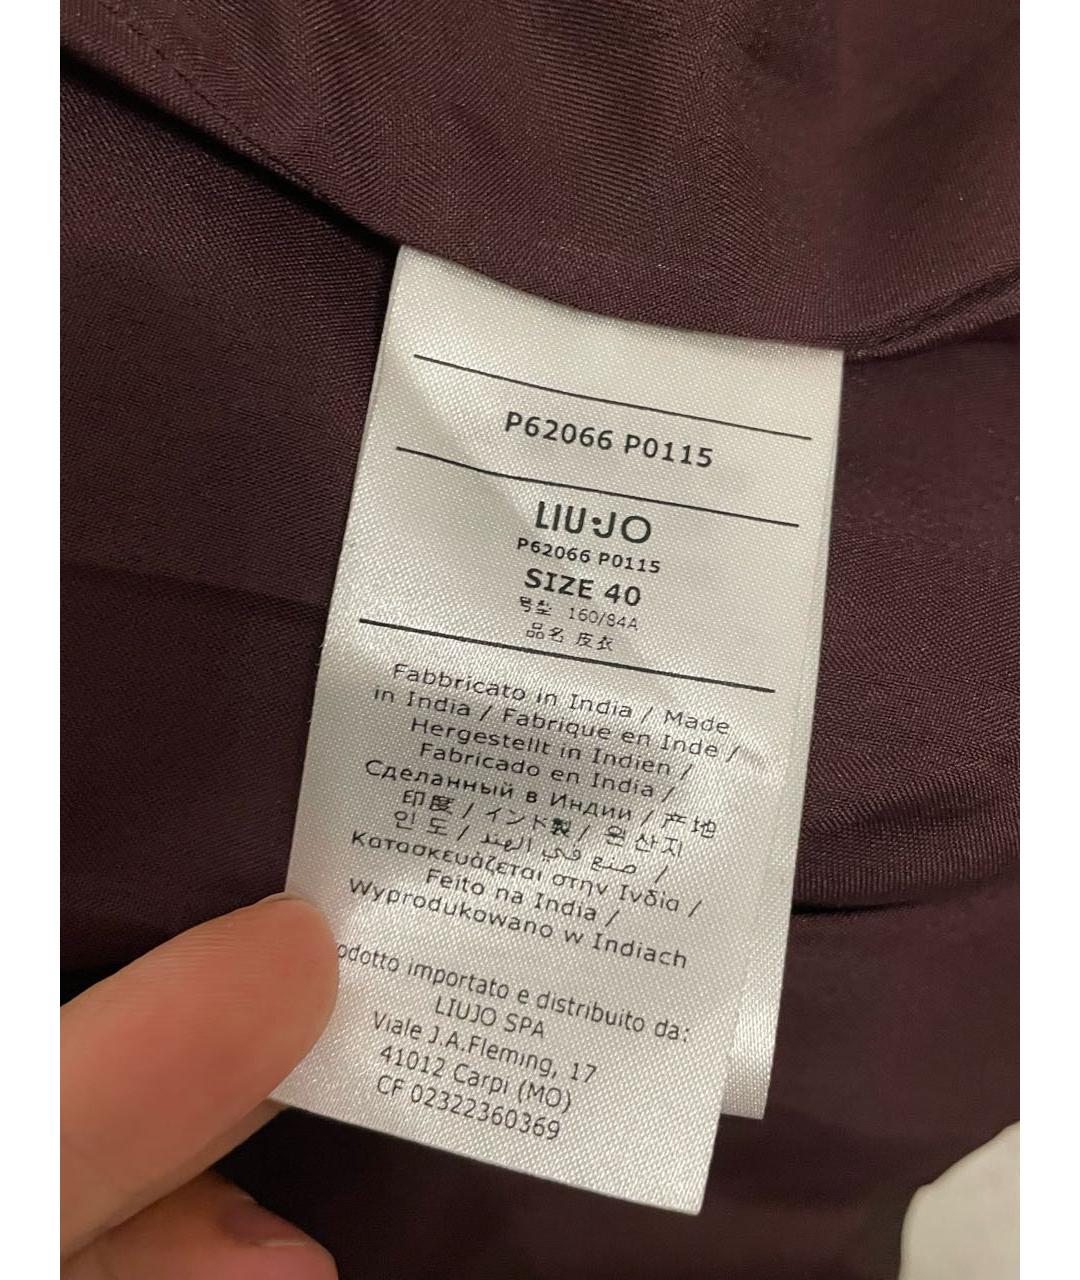 P62066 P0115
LIU·JO
P62066 P0115
SIZE 40
号型 160/84A
品名 皮衣
Fabbricato in India / Made
in India / Fabrique en Inde /
Hergestellt in Indien /
Fabricado en India /
Сделанный в Индии / 产地
印度 / インド製 / 원산지
인도 / صنع في الهند /
Κατασκευάζεται στην Ινδία /
Feito na India /
Wyprodukowano w Indiach
odotto importato e distribuito da:
LIUJO SPA
Viale J.A.Fleming, 17
41012 Carpi (MO)
CF 02322360369